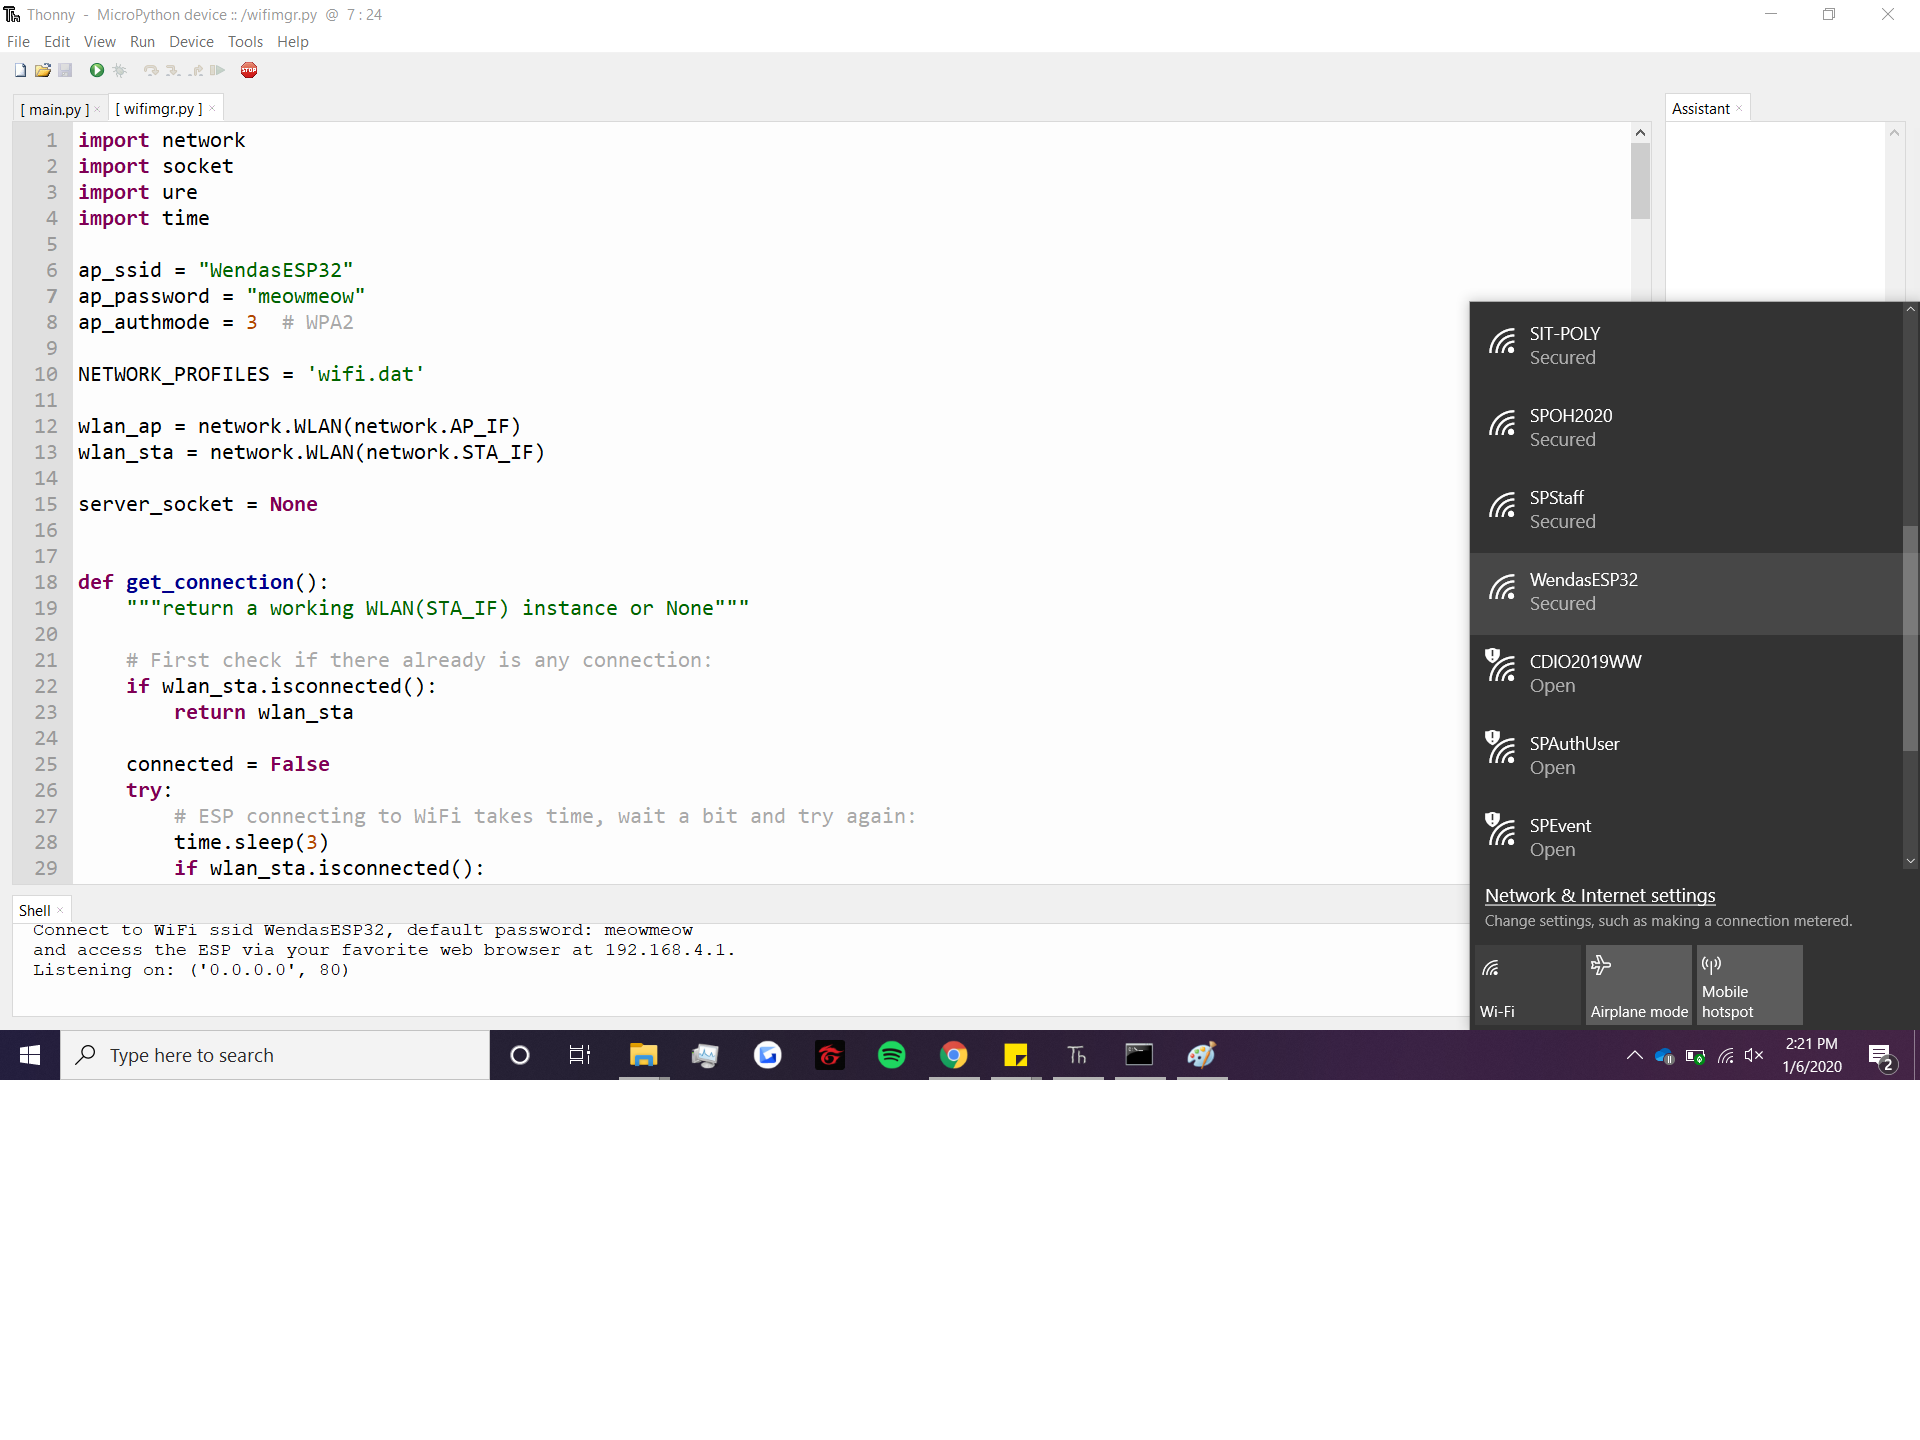 Thonny - MicroPython device :: /wifimgr.py @ 7 : 24
File Edit View Run Device Tools Help
STOP
[ main.py ] × [ wifimgr.py ] ×
Assistant ×
1 import network
2 import socket
3 import ure
4 import time
5
6 ap_ssid = "WendasESP32"
7 ap_password = "meowmeow"
8 ap_authmode = 3  # WPA2
9
10 NETWORK_PROFILES = 'wifi.dat'
11
12 wlan_ap = network.WLAN(network.AP_IF)
13 wlan_sta = network.WLAN(network.STA_IF)
14
15 server_socket = None
16
17
18 def get_connection():
19     """return a working WLAN(STA_IF) instance or None"""
20
21     # First check if there already is any connection:
22     if wlan_sta.isconnected():
23         return wlan_sta
24
25     connected = False
26     try:
27         # ESP connecting to WiFi takes time, wait a bit and try again:
28         time.sleep(3)
29         if wlan_sta.isconnected():
Shell ×
Connect to WiFi ssid WendasESP32, default password: meowmeow
and access the ESP via your favorite web browser at 192.168.4.1.
Listening on: ('0.0.0.0', 80)
SIT-POLY
Secured
SPOH2020
Secured
SPStaff
Secured
WendasESP32
Secured
CDIO2019WW
Open
SPAuthUser
Open
SPEvent
Open
Network & Internet settings
Change settings, such as making a connection metered.
Wi-Fi
Airplane mode
Mobile
hotspot
Type here to search
Th
2:21 PM
1/6/2020
2